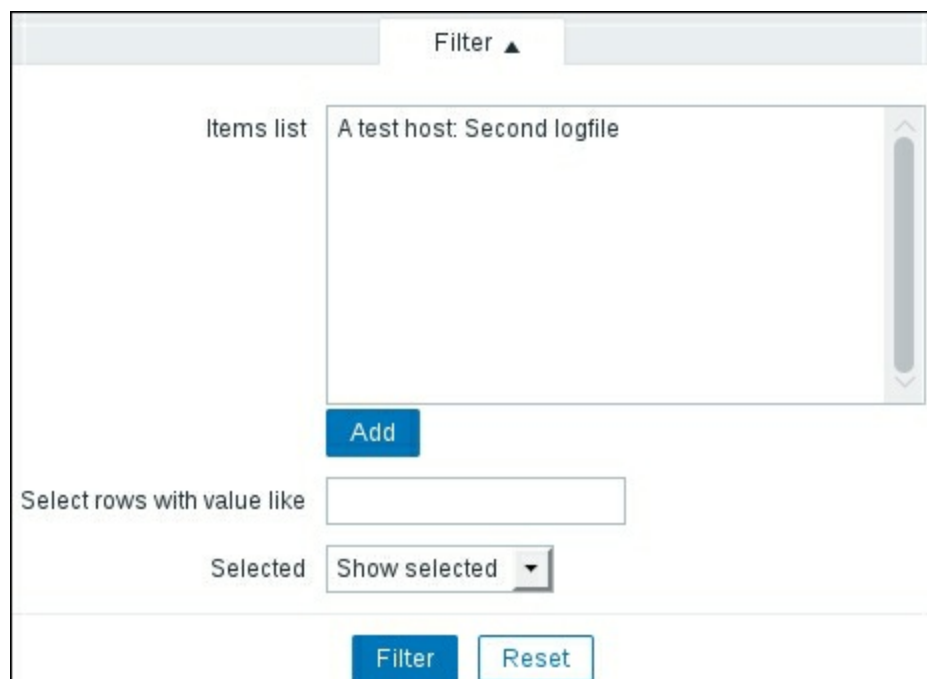 Filter ▲
Items list
A test host: Second logfile
Add
Select rows with value like
Selected
Show selected
Filter
Reset